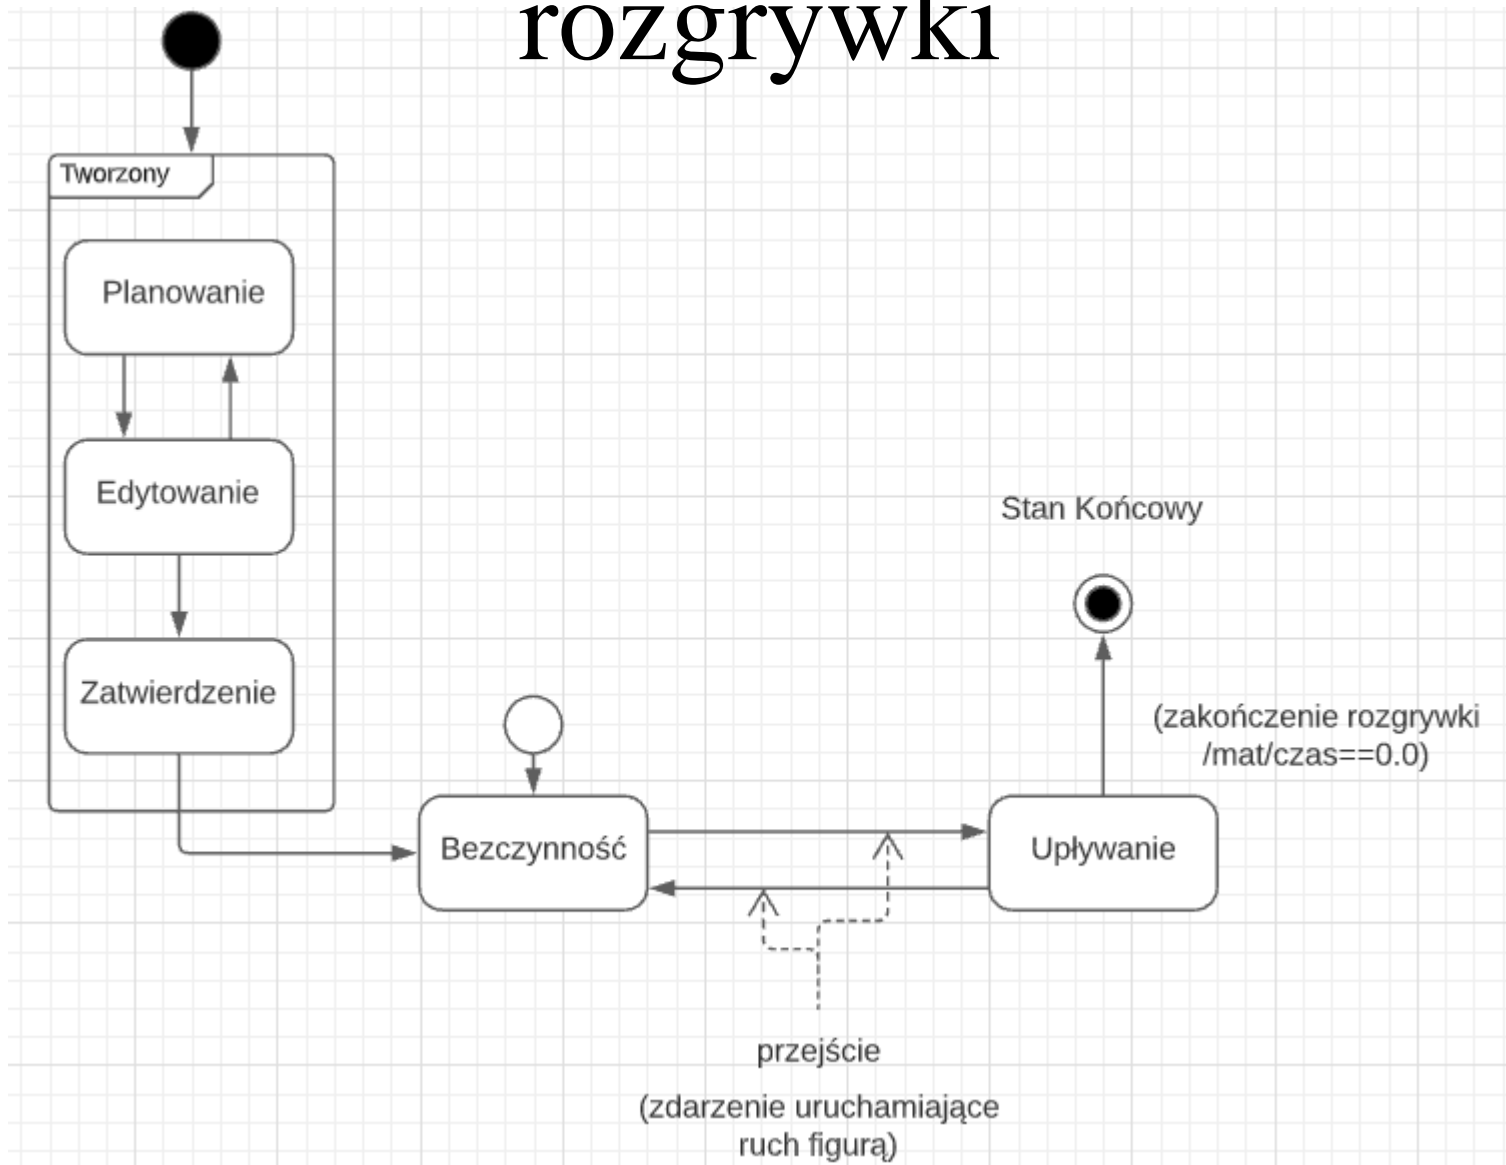 rozgrywki
Tworzony
Planowanie
Edytowanie
Zatwierdzenie
Stan Końcowy
(zakończenie rozgrywki
/mat/czas==0.0)
Bezczynność
Upływanie
przejście
(zdarzenie uruchamiające
ruch figurą)